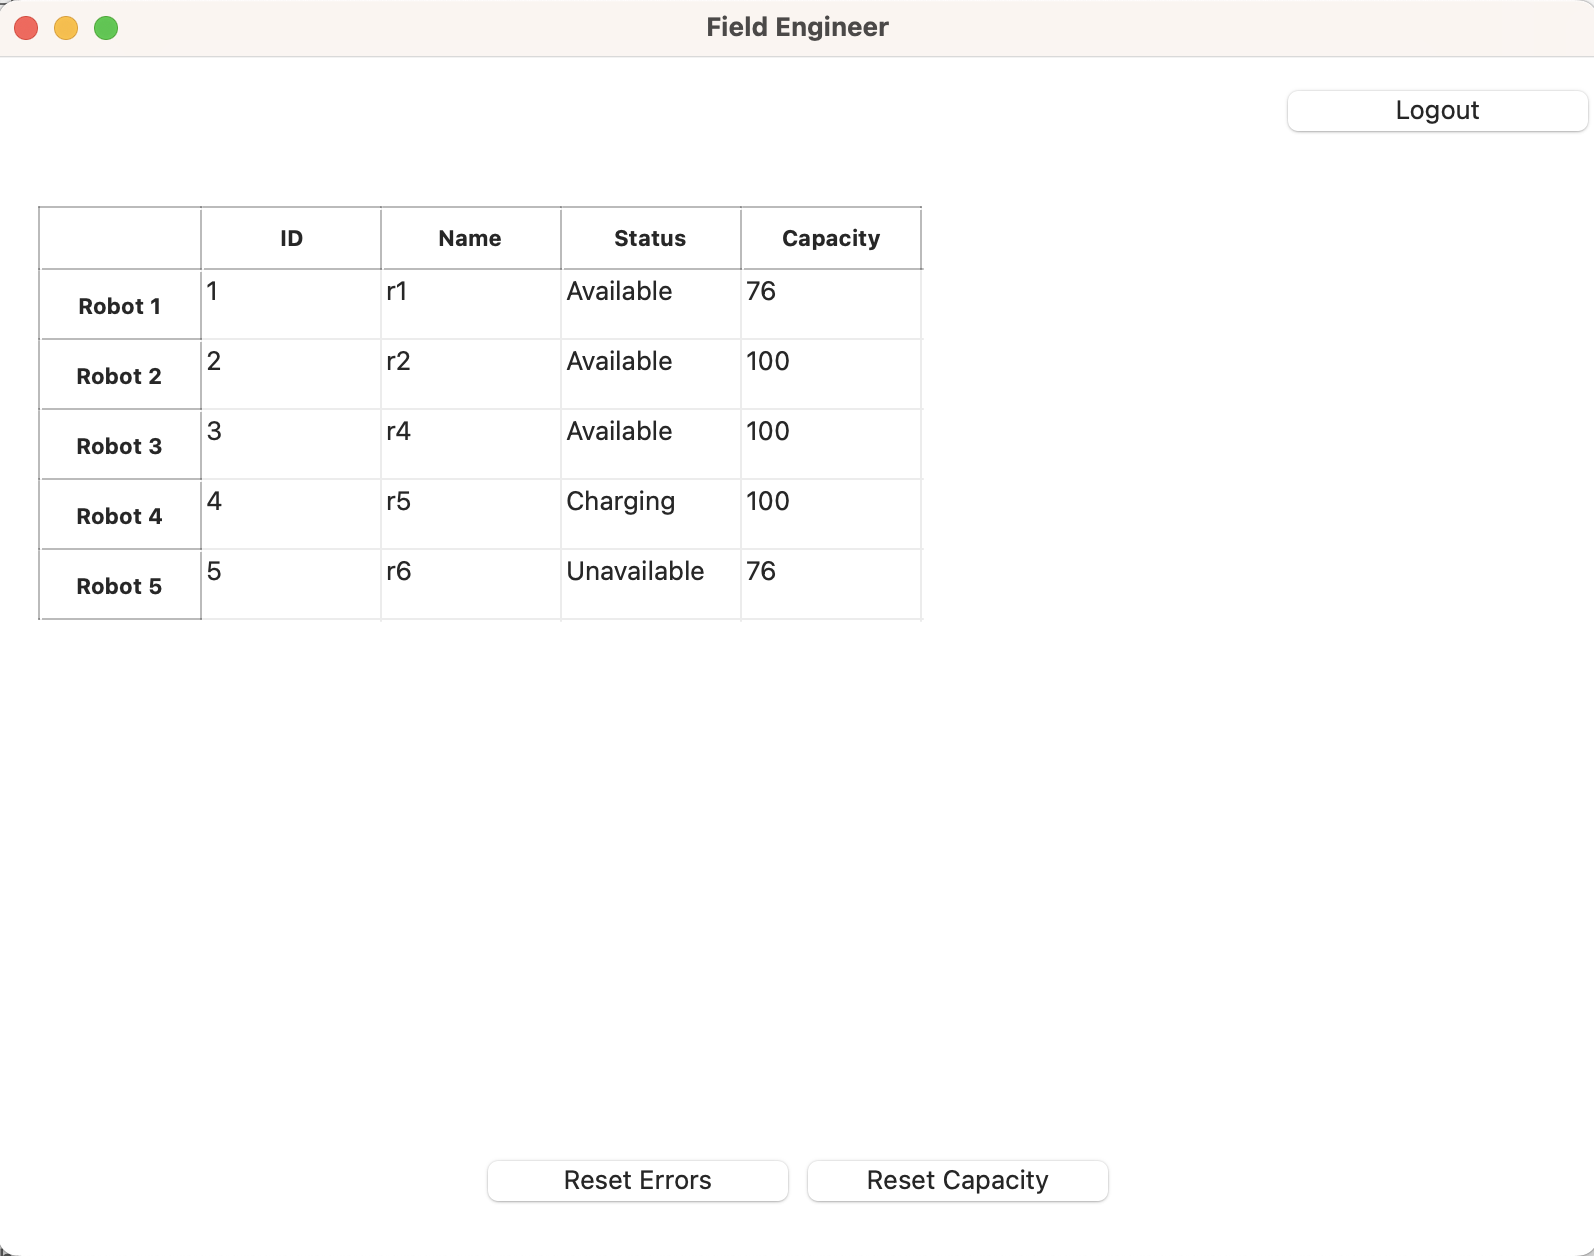 Field Engineer
Logout
ID Name Status Capacity
Robot 1 1 r1 Available 76
Robot 2 2 r2 Available 100
Robot 3 3 r4 Available 100
Robot 4 4 r5 Charging 100
Robot 5 5 r6 Unavailable 76
Reset Errors Reset Capacity